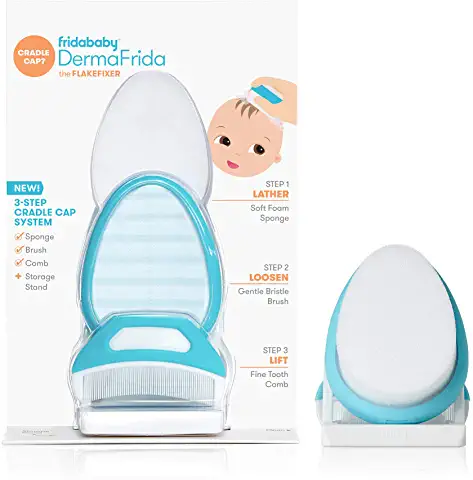 CRADLE
CAP?
fridababy
DermaFrida
the FLAKEFIXER
NEW!
3-STEP
CRADLE CAP
SYSTEM
Sponge
Brush
Comb
+ Storage
Stand
STEP 1
LATHER
Soft Foam
Sponge
STEP 2
LOOSEN
Gentle Bristle
Brush
STEP 3
LIFT
Fine Tooth
Comb